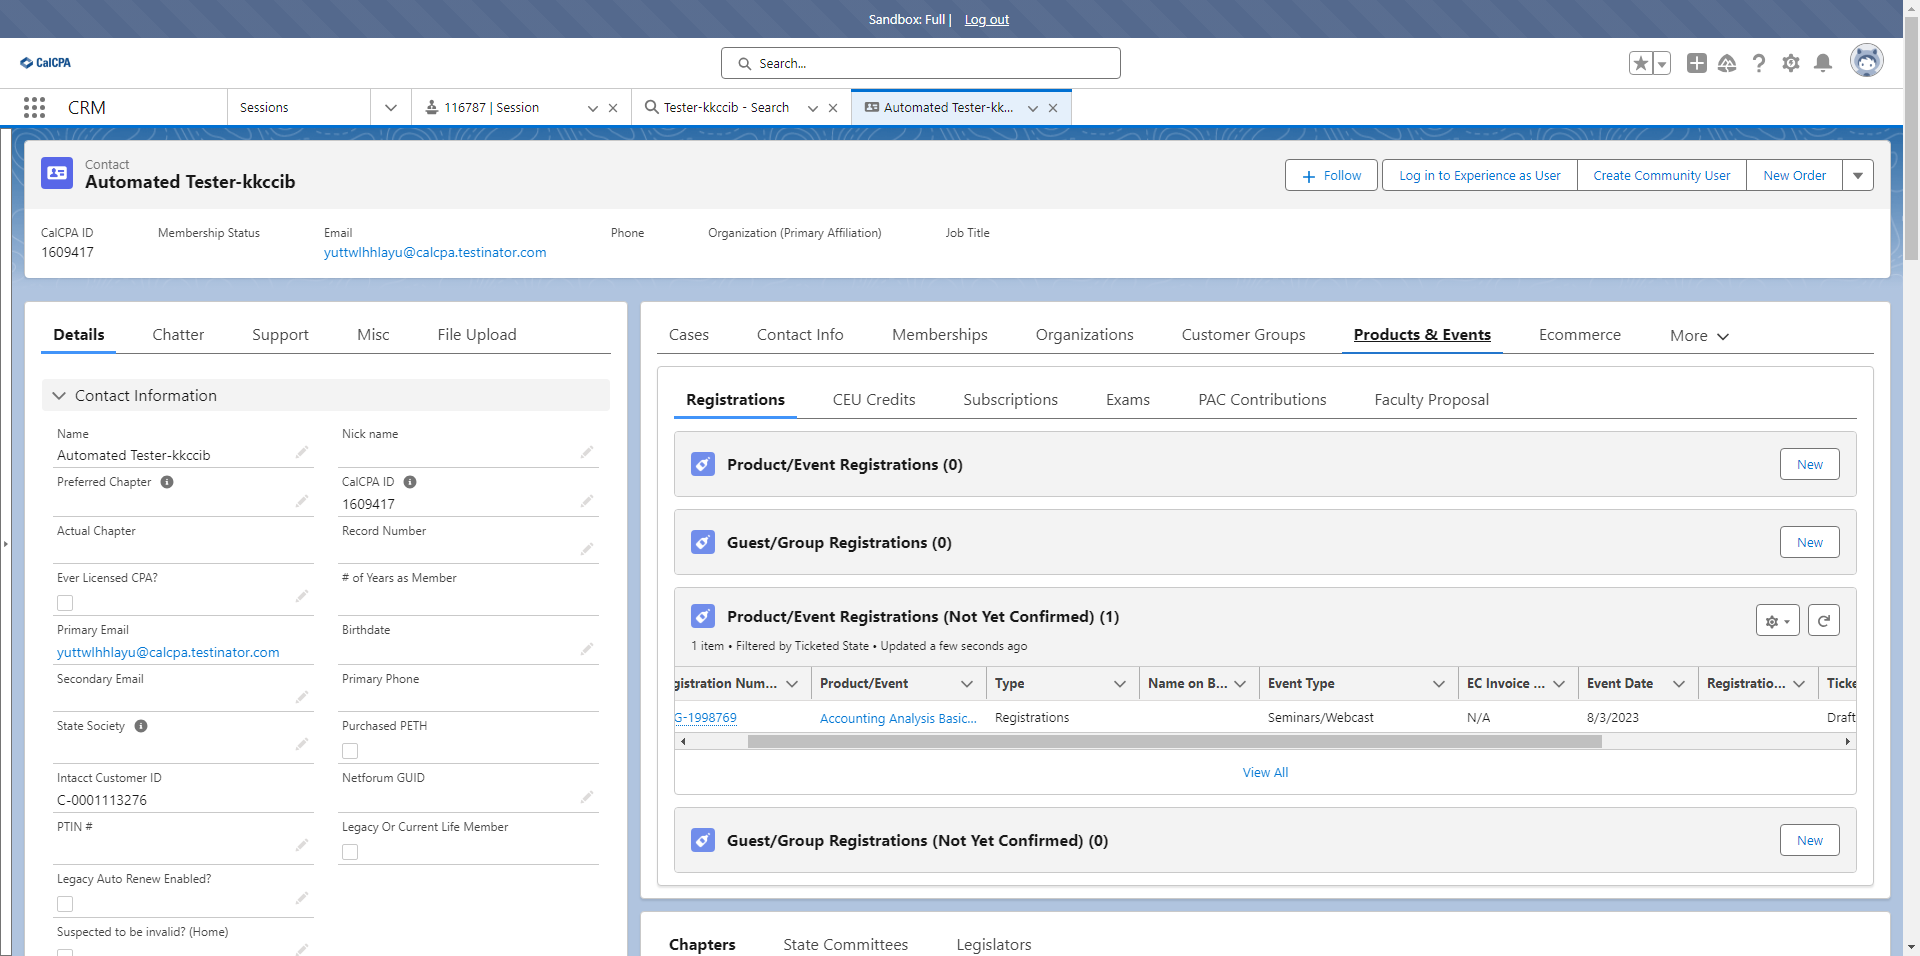 Sandbox: Full | Log out
CalCPA
Search...
CRM
Sessions
116787 | Session
Tester-kkccib - Search
Automated Tester-kk...
Contact
Automated Tester-kkccib
Follow
Log in to Experience as User
Create Community User
New Order
CalCPA ID
Membership Status
Email
Phone
Organization (Primary Affiliation)
Job Title
1609417
yuttwlhhlayu@calcpa.testinator.com
Details
Chatter
Support
Misc
File Upload
Contact Information
Name
Automated Tester-kkccib
Nick name
Preferred Chapter
CalCPA ID
1609417
Actual Chapter
Record Number
Ever Licensed CPA?
# of Years as Member
Primary Email
yuttwlhhlayu@calcpa.testinator.com
Birthdate
Secondary Email
Primary Phone
State Society
Purchased PETH
Intacct Customer ID
C-0001113276
Netforum GUID
PTIN #
Legacy Or Current Life Member
Legacy Auto Renew Enabled?
Suspected to be invalid? (Home)
Cases
Contact Info
Memberships
Organizations
Customer Groups
Products & Events
Ecommerce
More
Registrations
CEU Credits
Subscriptions
Exams
PAC Contributions
Faculty Proposal
Product/Event Registrations (0)
New
Guest/Group Registrations (0)
New
Product/Event Registrations (Not Yet Confirmed) (1)
1 item • Filtered by Ticketed State • Updated a few seconds ago
gistration Num...
Product/Event
Type
Name on B...
Event Type
EC Invoice ...
Event Date
Registratio...
Ticke
G-1998769
Accounting Analysis Basic...
Registrations
Seminars/Webcast
N/A
8/3/2023
Draft
View All
Guest/Group Registrations (Not Yet Confirmed) (0)
New
Chapters
State Committees
Legislators